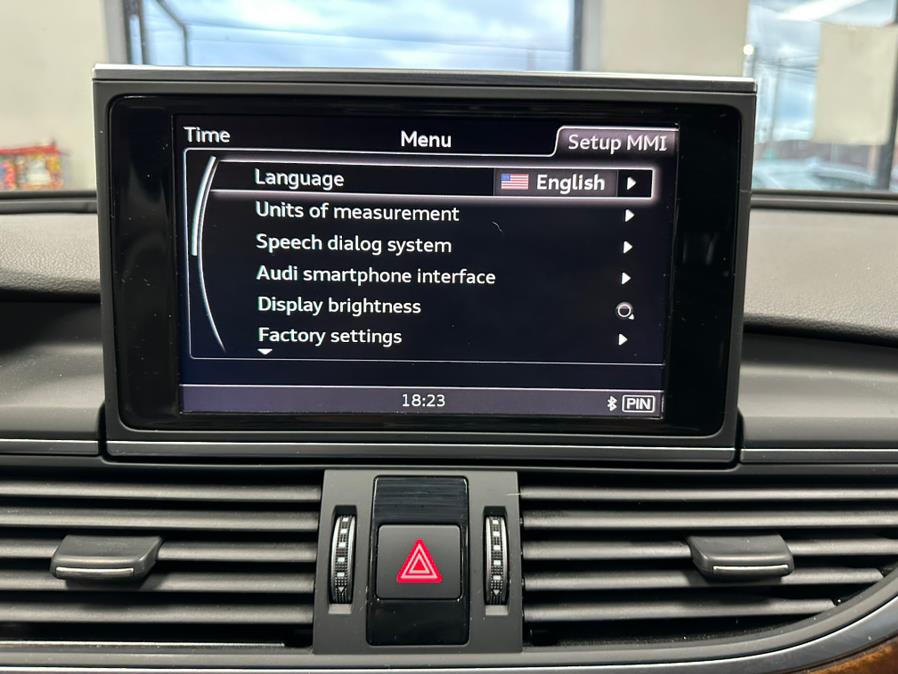 Time Menu Setup MMI
Language English
Units of measurement
Speech dialog system
Audi smartphone interface
Display brightness
Factory settings
18:23 PIN